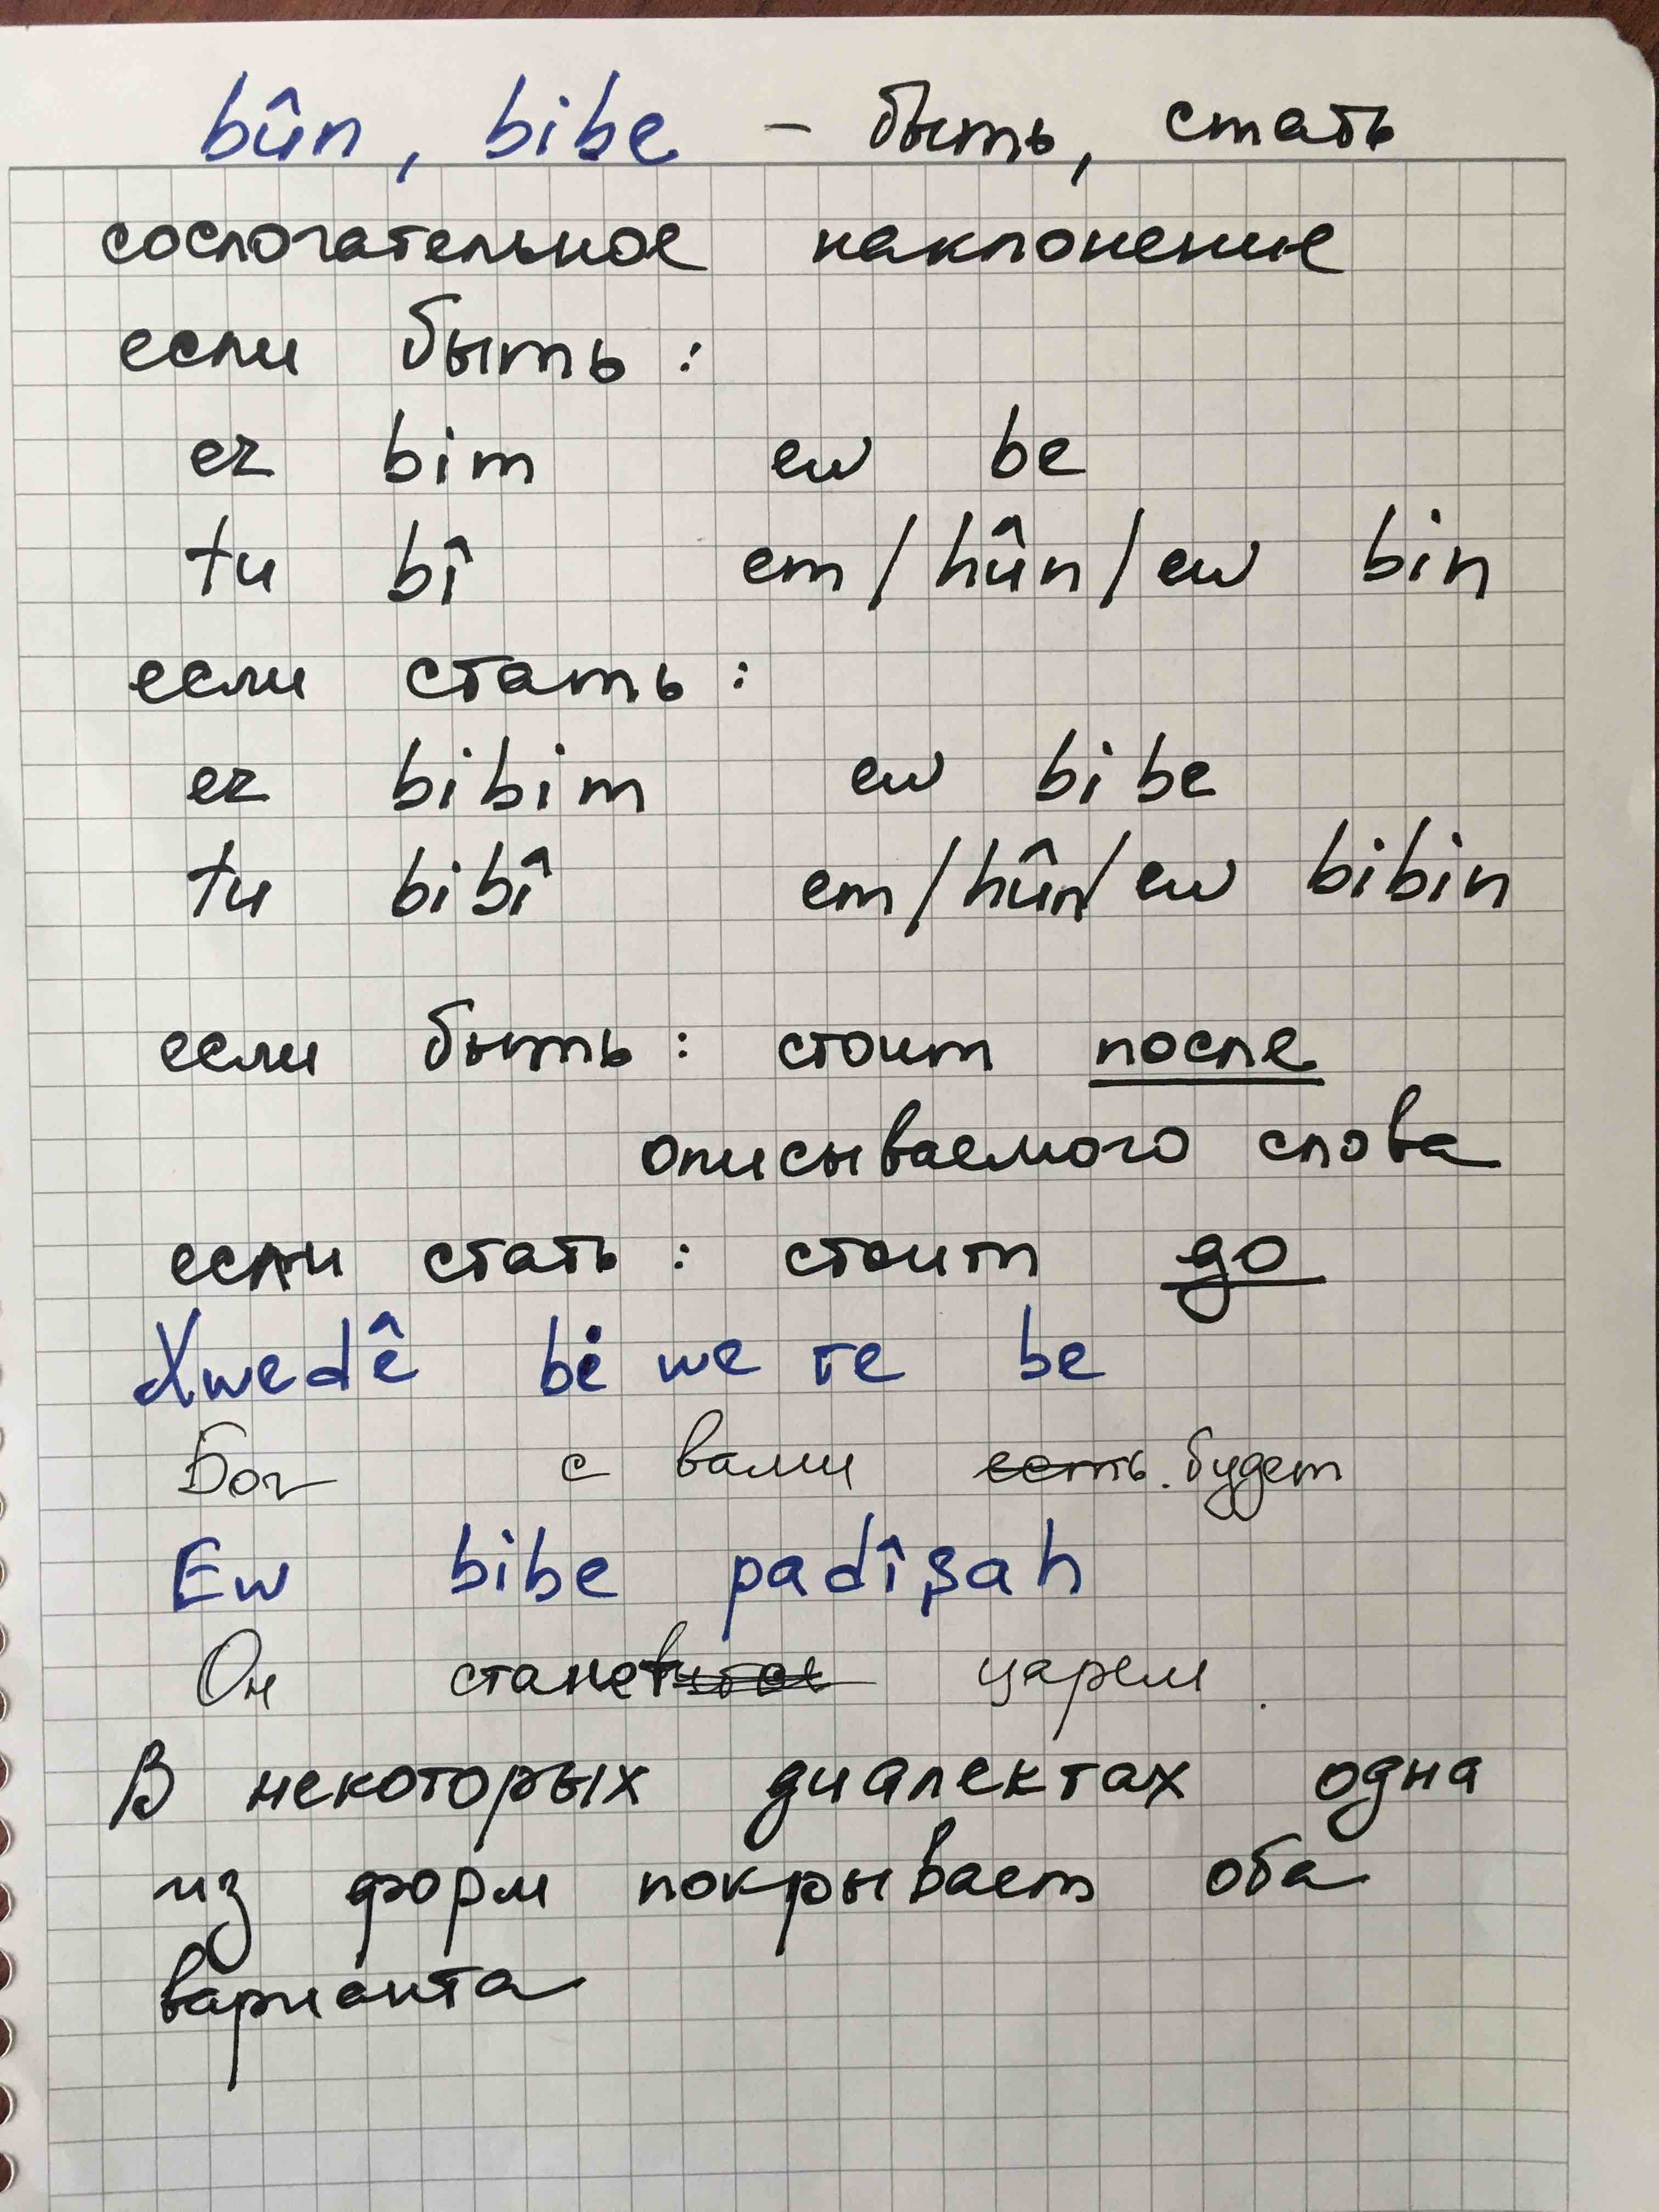 bûn, bibe – быть, стать
сослогательное наклонение
если быть:
ez bim ew be
tu bî em/hûn/ew bin
если стать:
ez bibim ew bibe
tu bibî em/hûn/ew bibin
если быть: стоит после
описываемого слова
если стать: стоит до
Xwedê bi we re be
Бог с вами есть. будет
Ew bibe padîşah
Он станет царем.
В некоторых диалектах одна
из форм покрывает оба
варианта